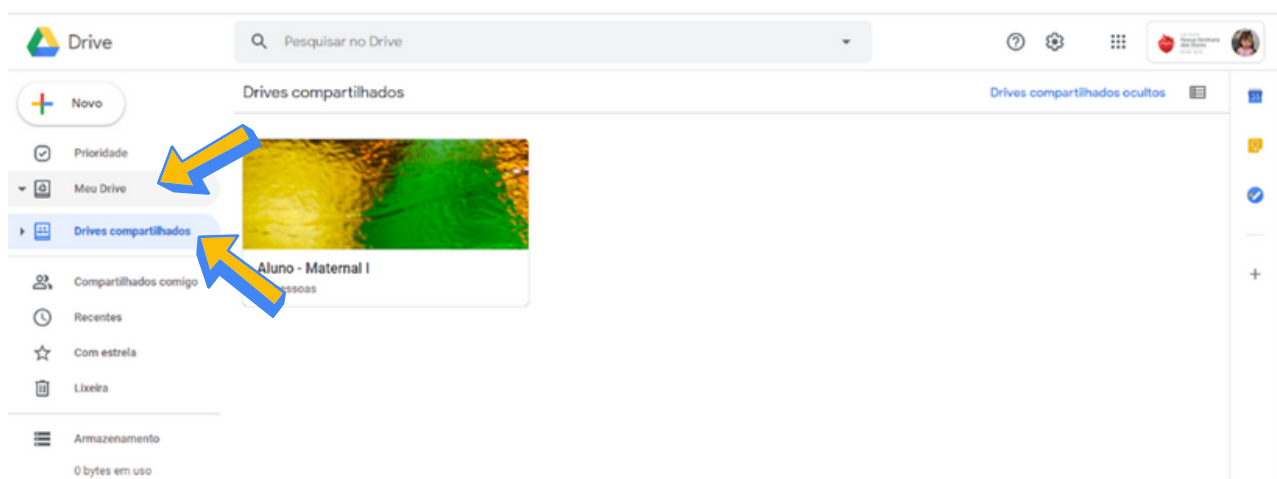 Drive
Pesquisar no Drive
Novo
Drives compartilhados
Drives compartilhados ocultos
Prioridade
Meu Drive
Drives compartilhados
Aluno - Maternal I
Compartilhados comigo
Recentes
Com estrela
Lixeira
Armazenamento
0 bytes em uso
31